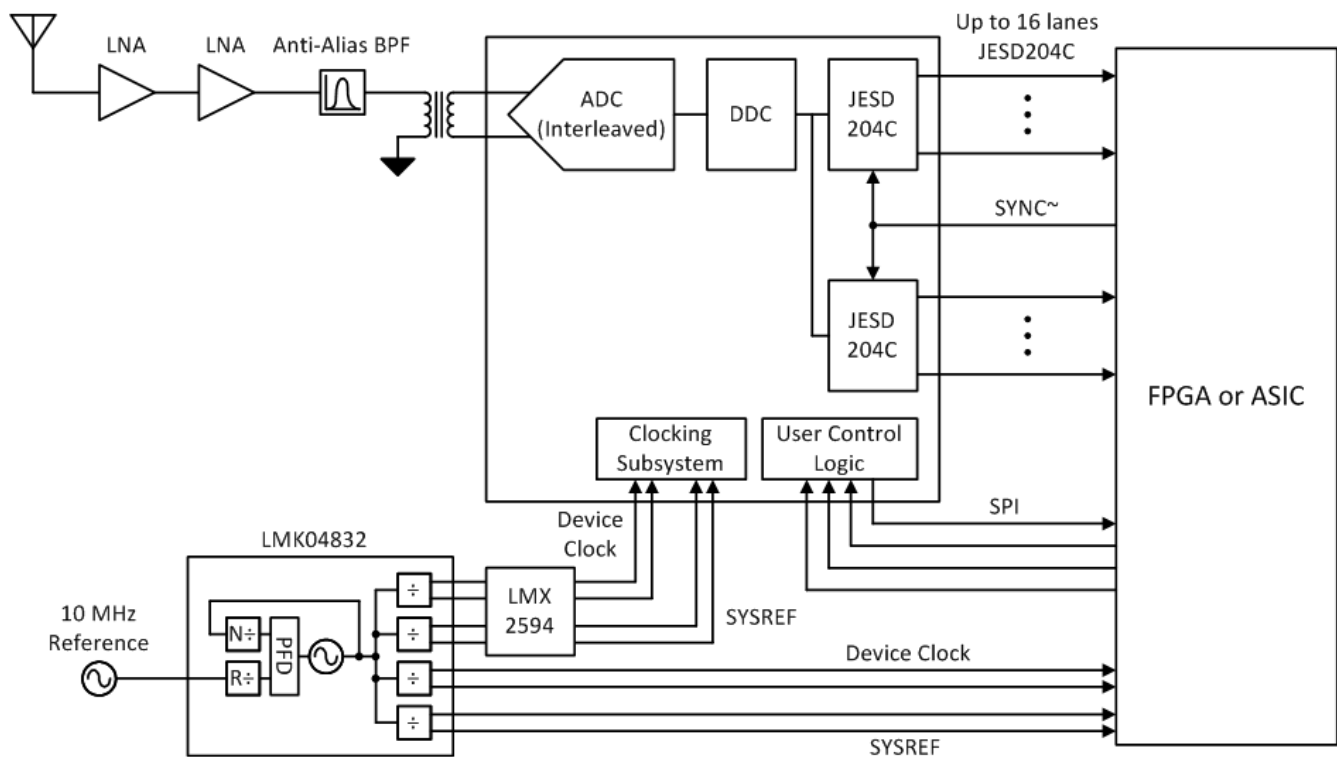 LNA
LNA
Anti-Alias BPF
ADC
(Interleaved)
DDC
JESD
204C
Up to 16 lanes
JESD204C
SYNC~
JESD
204C
FPGA or ASIC
Clocking
Subsystem
User Control
Logic
SPI
Device
Clock
LMK04832
10 MHz
Reference
N÷
R÷
PFD
÷
÷
÷
÷
LMX
2594
SYSREF
Device Clock
SYSREF